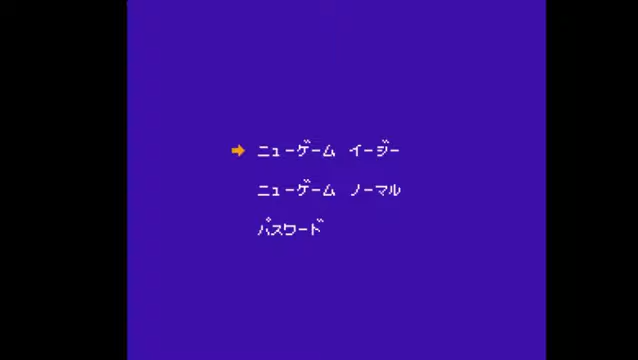 ニューゲーム イージー
ニューゲーム ノーマル
パスワード